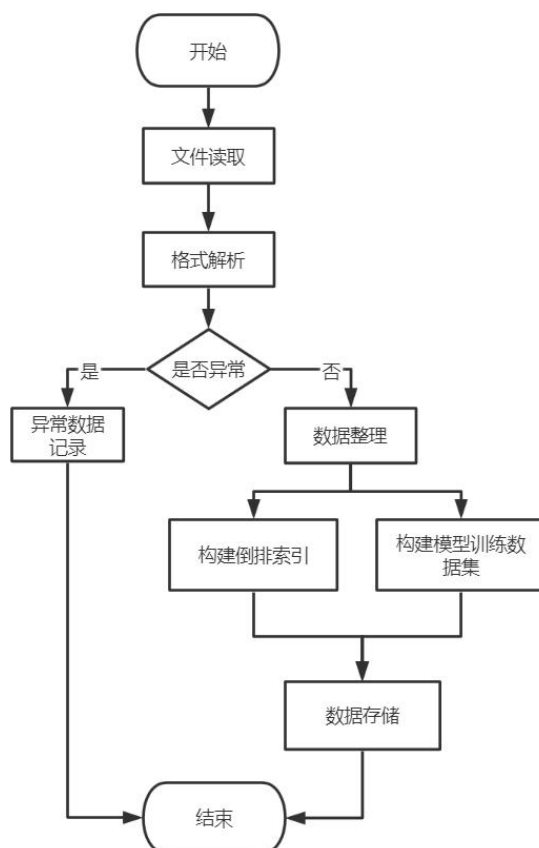 开始
文件读取
格式解析
是否异常
是
否
异常数据
记录
数据整理
构建倒排索引
构建模型训练数
据集
数据存储
结束